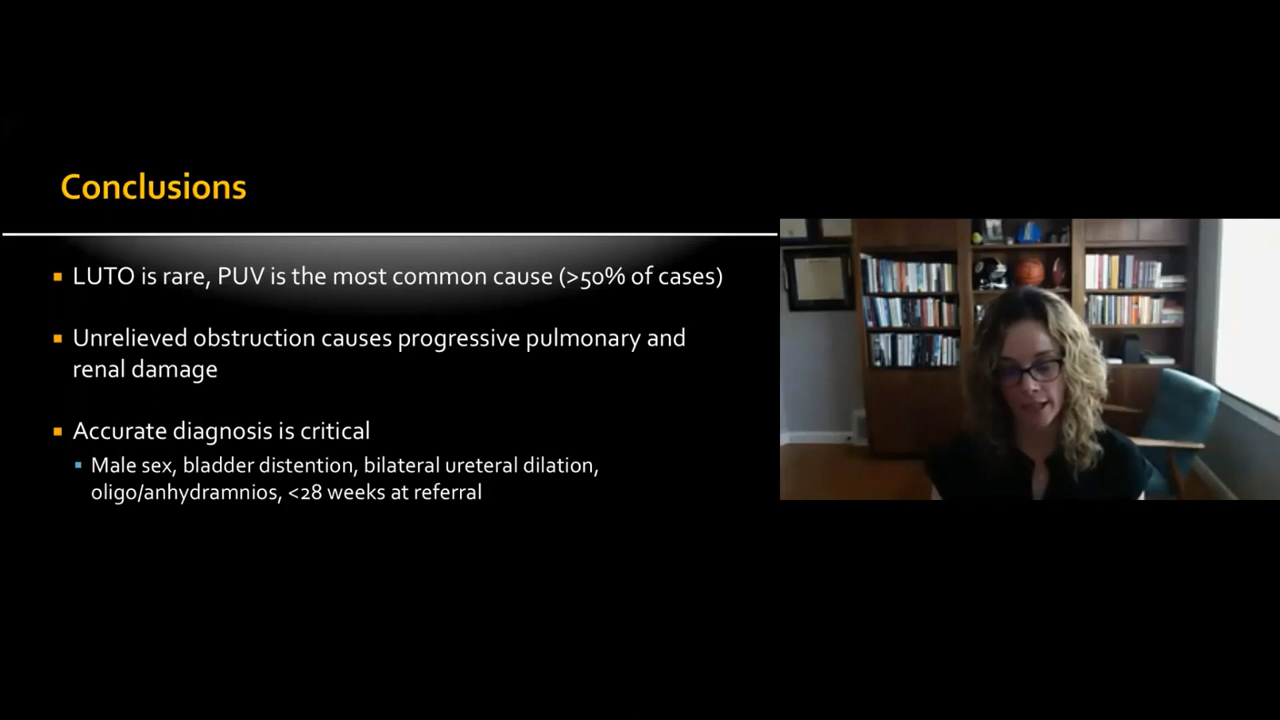 Conclusions
LUTO is rare, PUV is the most common cause (>50% of cases)
Unrelieved obstruction causes progressive pulmonary and
renal damage
Accurate diagnosis is critical
Male sex, bladder distention, bilateral ureteral dilation,
oligo/anhydramnios, <28 weeks at referral